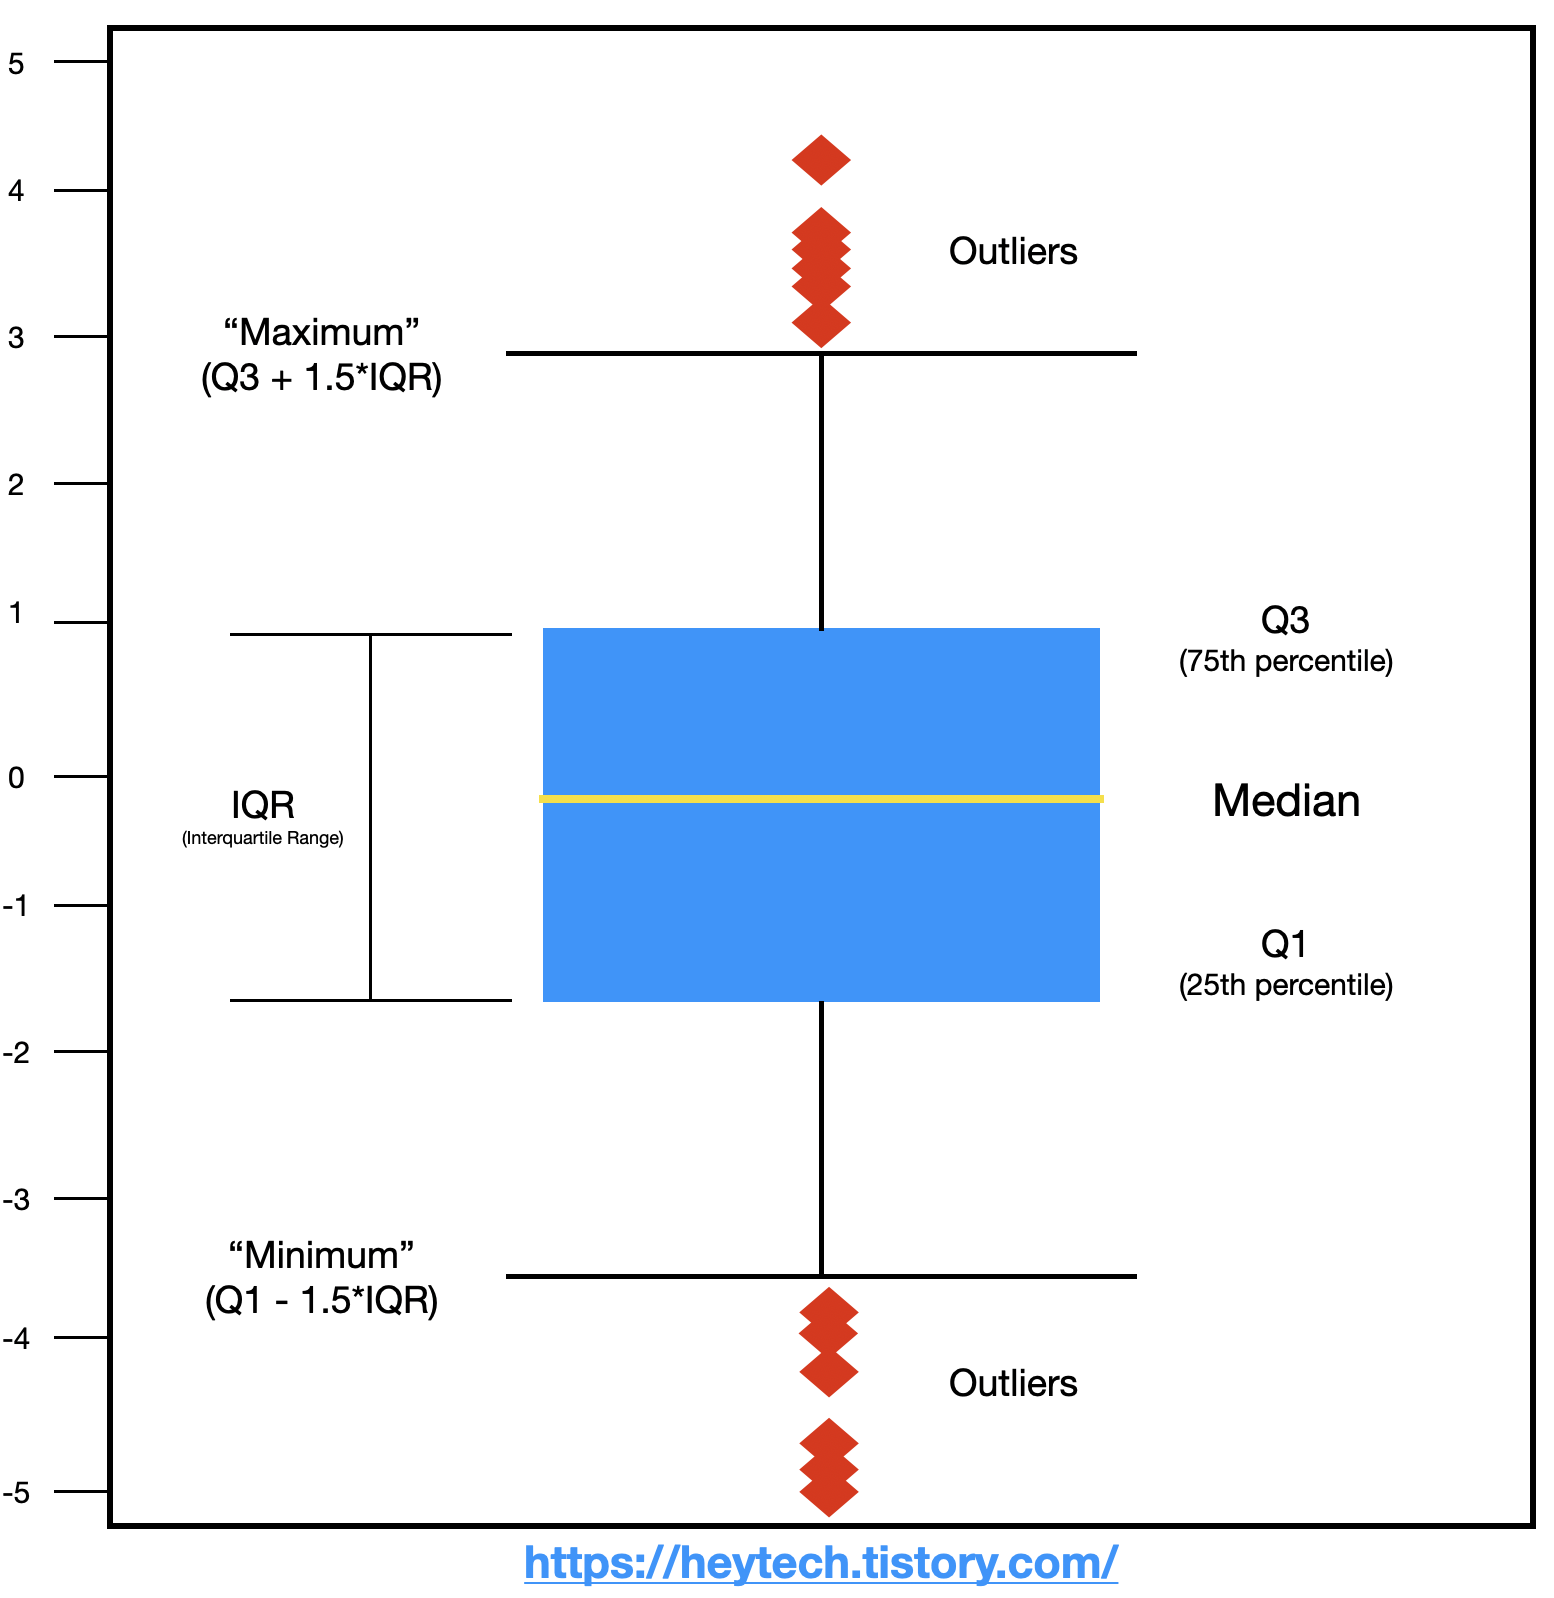 5
4
Outliers
3
“Maximum”
(Q3 + 1.5*IQR)
2
1
Q3
(75th percentile)
0
IQR
(Interquartile Range)
Median
-1
Q1
(25th percentile)
-2
-3
“Minimum”
(Q1 - 1.5*IQR)
-4
Outliers
-5
https://heytech.tistory.com/